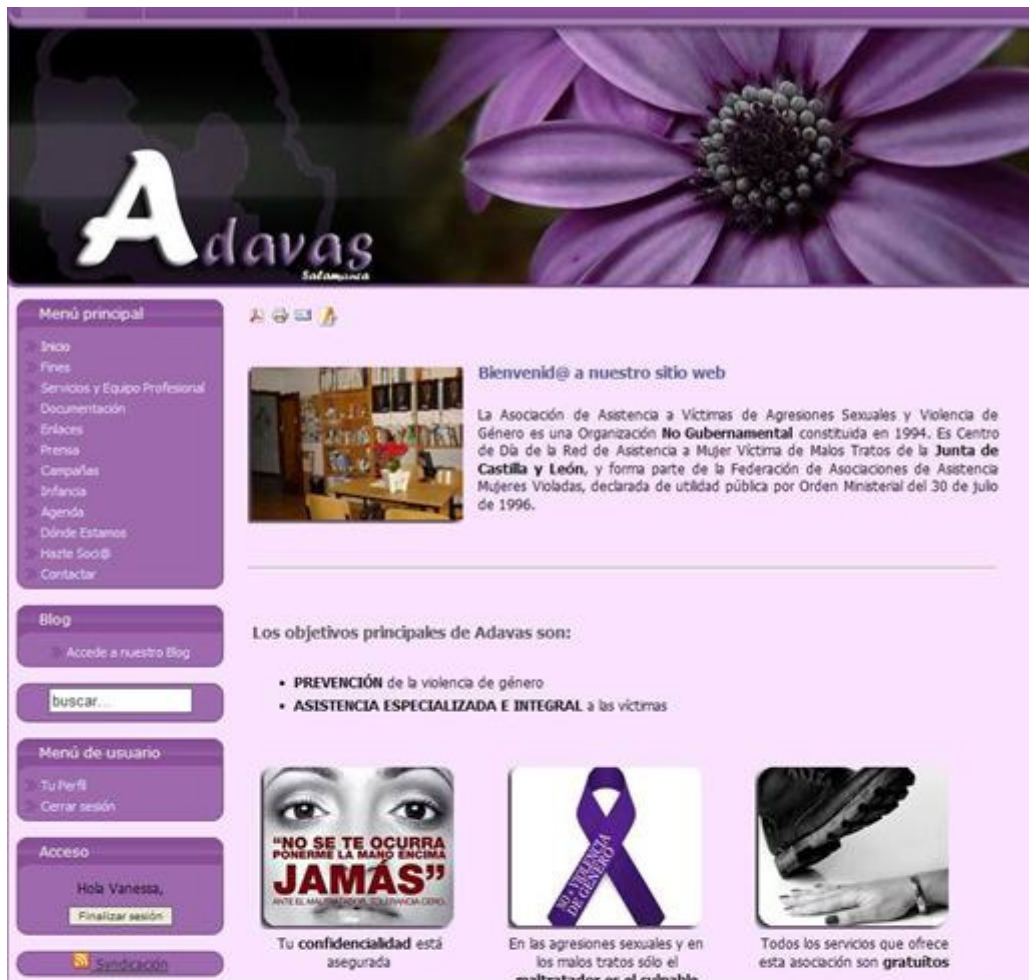 Adavas
Salamanca
Menú principal
Inicio
Fines
Servicios y Equipo Profesional
Documentación
Enlaces
Prensa
Campañas
Infancia
Agenda
Dónde Estamos
Hazte Soci@
Contactar
Blog
Accede a nuestro Blog
buscar...
Menú de usuario
Tu Perfil
Cerrar sesión
Acceso
Hola Vanessa,
Finalizar sesión
Syndicación
Bienvenid@ a nuestro sitio web
La Asociación de Asistencia a Víctimas de Agresiones Sexuales y Violencia de
Género es una Organización No Gubernamental constituida en 1994. Es Centro
de Día de la Red de Asistencia a Mujer Víctima de Malos Tratos de la Junta de
Castilla y León, y forma parte de la Federación de Asociaciones de Asistencia
Mujeres Violadas, declarada de utilidad pública por Orden Ministerial del 30 de julio
de 1996.
Los objetivos principales de Adavas son:
• PREVENCIÓN de la violencia de género
• ASISTENCIA ESPECIALIZADA E INTEGRAL a las víctimas
"NO SE TE OCURRA
PONERME LA MANO ENCIMA
JAMÁS"
ANTE EL MALTRATADOR, TOLERANCIA CERO.
Tu confidencialidad está
asegurada
NO + VIOLENCIA
DE GÉNERO
En las agresiones sexuales y en
los malos tratos sólo el
maltratador es el culpable
Todos los servicios que ofrece
esta asociación son gratuitos